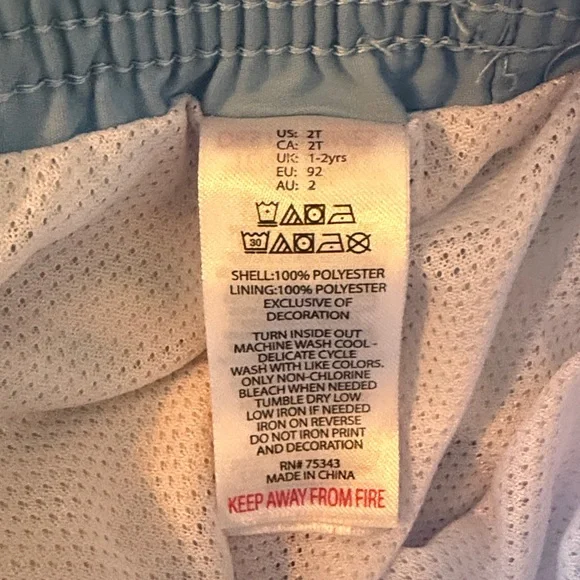 US: 2T
CA: 2T
UK: 1-2yrs
EU: 92
AU: 2
30
SHELL:100% POLYESTER
LINING:100% POLYESTER
EXCLUSIVE OF
DECORATION
TURN INSIDE OUT
MACHINE WASH COOL -
DELICATE CYCLE
WASH WITH LIKE COLORS.
ONLY NON-CHLORINE
BLEACH WHEN NEEDED
TUMBLE DRY LOW
LOW IRON IF NEEDED
IRON ON REVERSE
DO NOT IRON PRINT
AND DECORATION
RN# 75343
MADE IN CHINA
KEEP AWAY FROM FIRE